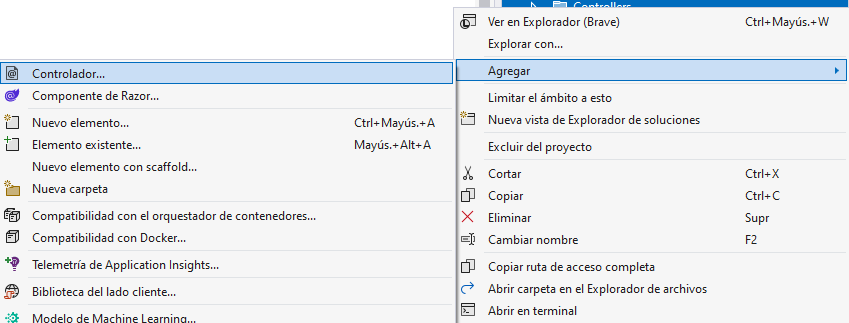 Controllers
Ver en Explorador (Brave) Ctrl+Mayús.+W
Explorar con...
Agregar
Limitar el ámbito a esto
Nueva vista de Explorador de soluciones
Excluir del proyecto
Cortar Ctrl+X
Copiar Ctrl+C
Eliminar Supr
Cambiar nombre F2
Copiar ruta de acceso completa
Abrir carpeta en el Explorador de archivos
Abrir en terminal
Controlador...
Componente de Razor...
Nuevo elemento... Ctrl+Mayús.+A
Elemento existente... Mayús.+Alt+A
Nuevo elemento con scaffold...
Nueva carpeta
Compatibilidad con el orquestador de contenedores...
Compatibilidad con Docker...
Telemetría de Application Insights...
Biblioteca del lado cliente...
Modelo de Machine Learning...